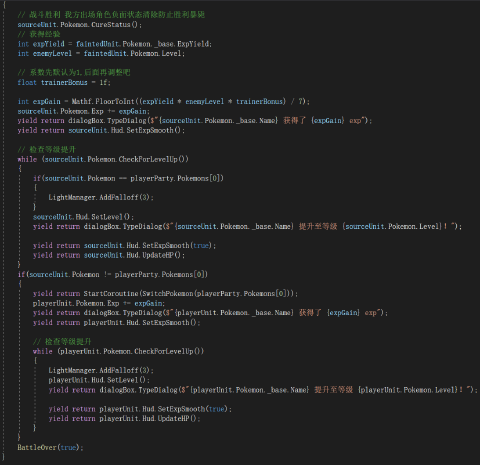 {
// 战斗胜利 我方出场角色负面状态清除防止胜利暴毙
sourceUnit.Pokemon.CureStatus();
// 获得经验
int expYield = faintedUnit.Pokemon._base.ExpYield;
int enemyLevel = faintedUnit.Pokemon.Level;
// 系数先默认为1,后面再调整吧
float trainerBonus = 1f;
int expGain = Mathf.FloorToInt((expYield * enemyLevel * trainerBonus) / 7);
sourceUnit.Pokemon.Exp += expGain;
yield return dialogBox.TypeDialog($"{sourceUnit.Pokemon._base.Name} 获得了 {expGain} exp");
yield return sourceUnit.Hud.SetExpSmooth();
// 检查等级提升
while (sourceUnit.Pokemon.CheckForLevelUp())
{
if(sourceUnit.Pokemon == playerParty.Pokemons[0])
{
LightManager.AddFalloff(3);
}
sourceUnit.Hud.SetLevel();
yield return dialogBox.TypeDialog($"{sourceUnit.Pokemon._base.Name} 提升至等级 {sourceUnit.Pokemon.Level}! ");
yield return sourceUnit.Hud.SetExpSmooth(true);
yield return sourceUnit.Hud.UpdateHP();
}
if(sourceUnit.Pokemon != playerParty.Pokemons[0])
{
yield return StartCoroutine(SwitchPokemon(playerParty.Pokemons[0]));
playerUnit.Pokemon.Exp += expGain;
yield return dialogBox.TypeDialog($"{playerUnit.Pokemon._base.Name} 获得了 {expGain} exp");
yield return playerUnit.Hud.SetExpSmooth();
// 检查等级提升
while (playerUnit.Pokemon.CheckForLevelUp())
{
LightManager.AddFalloff(3);
playerUnit.Hud.SetLevel();
yield return dialogBox.TypeDialog($"{playerUnit.Pokemon._base.Name} 提升至等级 {playerUnit.Pokemon.Level}! ");
yield return playerUnit.Hud.SetExpSmooth(true);
yield return playerUnit.Hud.UpdateHP();
}
}
BattleOver(true);
}